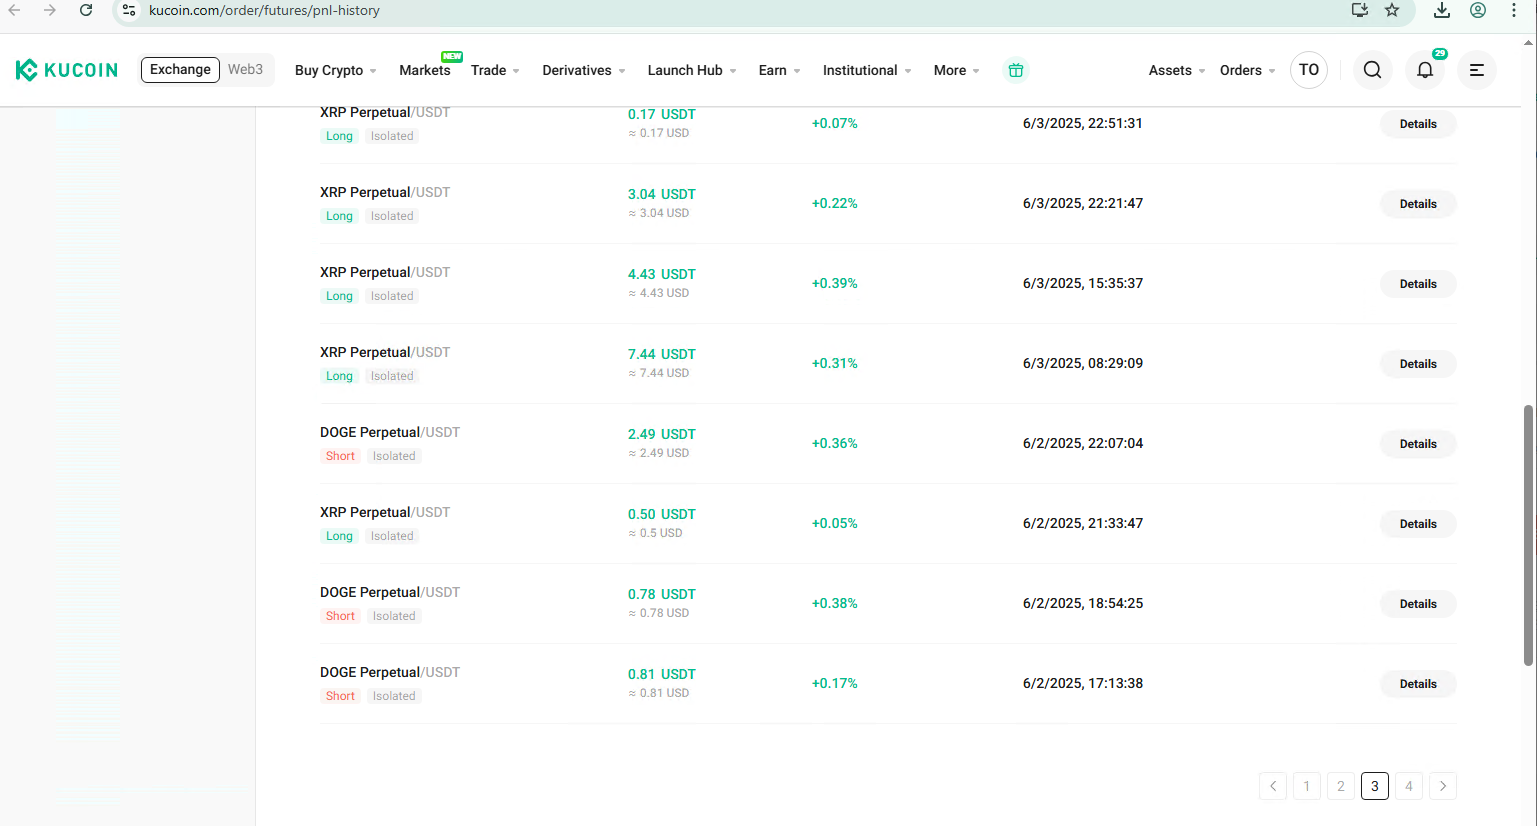 kucoin.com/order/futures/pnl-history
KUCOIN Exchange Web3 Buy Crypto Markets NEW Trade Derivatives Launch Hub Earn Institutional More Assets Orders TO 29
XRP Perpetual/USDT 0.17 USDT +0.07% 6/3/2025, 22:51:31 Details
Long Isolated ≈ 0.17 USD
XRP Perpetual/USDT 3.04 USDT +0.22% 6/3/2025, 22:21:47 Details
Long Isolated ≈ 3.04 USD
XRP Perpetual/USDT 4.43 USDT +0.39% 6/3/2025, 15:35:37 Details
Long Isolated ≈ 4.43 USD
XRP Perpetual/USDT 7.44 USDT +0.31% 6/3/2025, 08:29:09 Details
Long Isolated ≈ 7.44 USD
DOGE Perpetual/USDT 2.49 USDT +0.36% 6/2/2025, 22:07:04 Details
Short Isolated ≈ 2.49 USD
XRP Perpetual/USDT 0.50 USDT +0.05% 6/2/2025, 21:33:47 Details
Long Isolated ≈ 0.5 USD
DOGE Perpetual/USDT 0.78 USDT +0.38% 6/2/2025, 18:54:25 Details
Short Isolated ≈ 0.78 USD
DOGE Perpetual/USDT 0.81 USDT +0.17% 6/2/2025, 17:13:38 Details
Short Isolated ≈ 0.81 USD
1 2 3 4